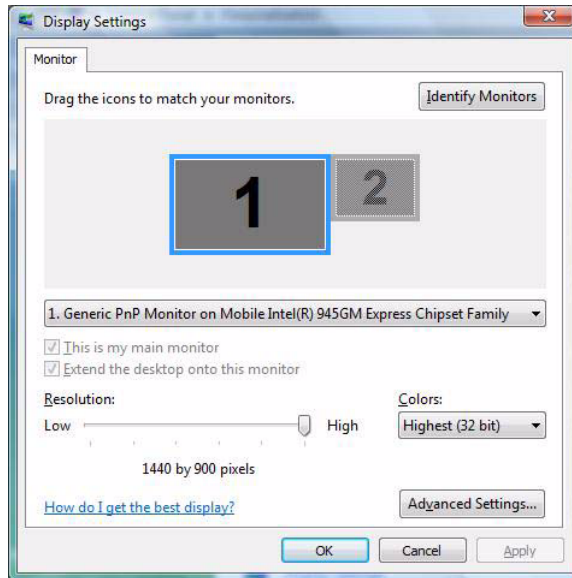 Display Settings
Monitor
Drag the icons to match your monitors.
Identify Monitors
1
2
1. Generic PnP Monitor on Mobile Intel(R) 945GM Express Chipset Family
This is my main monitor
Extend the desktop onto this monitor
Resolution:
Colors:
Low
High
Highest (32 bit)
1440 by 900 pixels
How do I get the best display?
Advanced Settings...
OK
Cancel
Apply